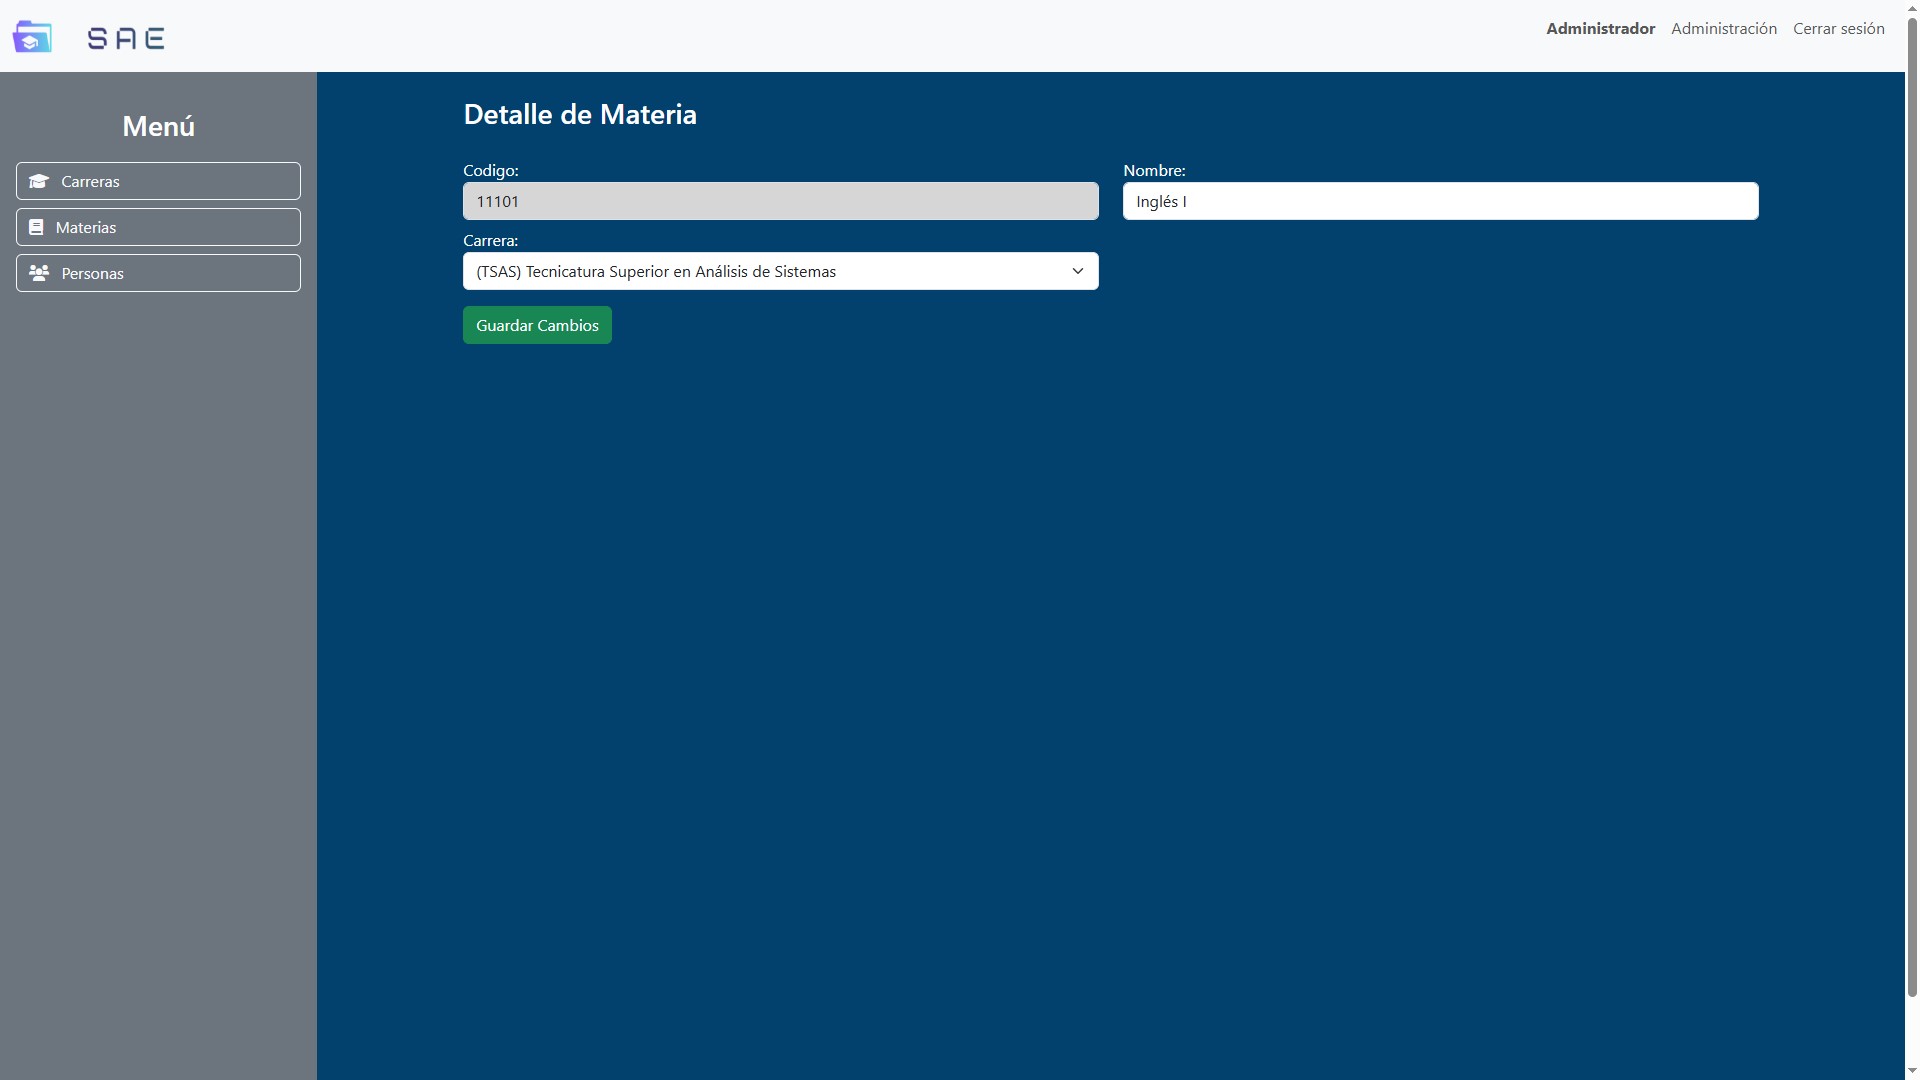 SAE
Administrador Administración Cerrar sesión
Menú
Carreras
Materias
Personas
Detalle de Materia
Codigo:
11101
Nombre:
Inglés I
Carrera:
(TSAS) Tecnicatura Superior en Análisis de Sistemas
Guardar Cambios